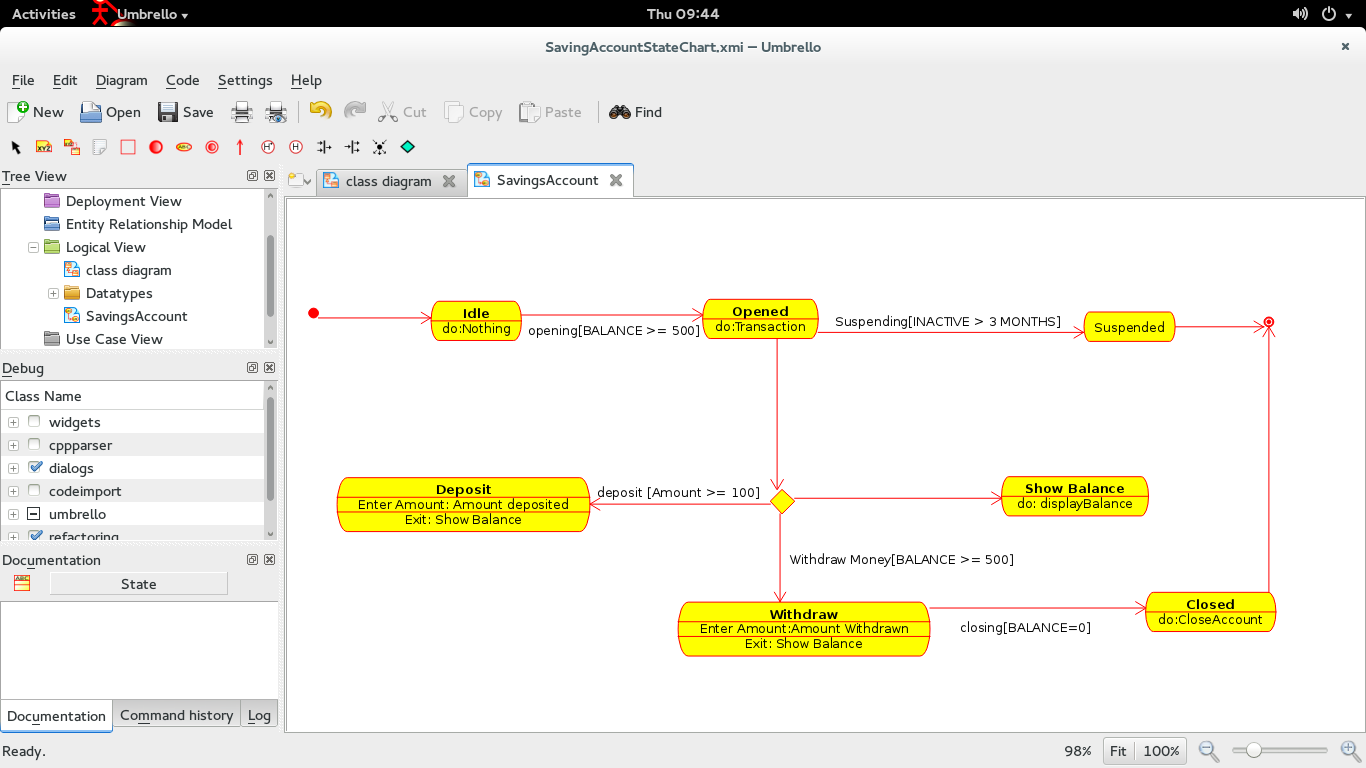 Activities Umbrello Thu 09:44
SavingAccountStateChart.xmi – Umbrello
File Edit Diagram Code Settings Help
New Open Save Cut Copy Paste Find
Tree View
class diagram
SavingsAccount
Deployment View
Entity Relationship Model
Logical View
class diagram
Datatypes
SavingsAccount
Use Case View
Debug
Class Name
widgets
cppparser
dialogs
codeimport
umbrello
refactoring
Documentation
State
Documentation Command history Log
Ready.
Idle
do:Nothing
opening[BALANCE >= 500]
Opened
do:Transaction
Suspending[INACTIVE > 3 MONTHS]
Suspended
Deposit
Enter Amount: Amount deposited
Exit: Show Balance
deposit [Amount >= 100]
Show Balance
do: displayBalance
Withdraw Money[BALANCE >= 500]
Withdraw
Enter Amount:Amount Withdrawn
Exit: Show Balance
closing[BALANCE=0]
Closed
do:CloseAccount
98% Fit 100%